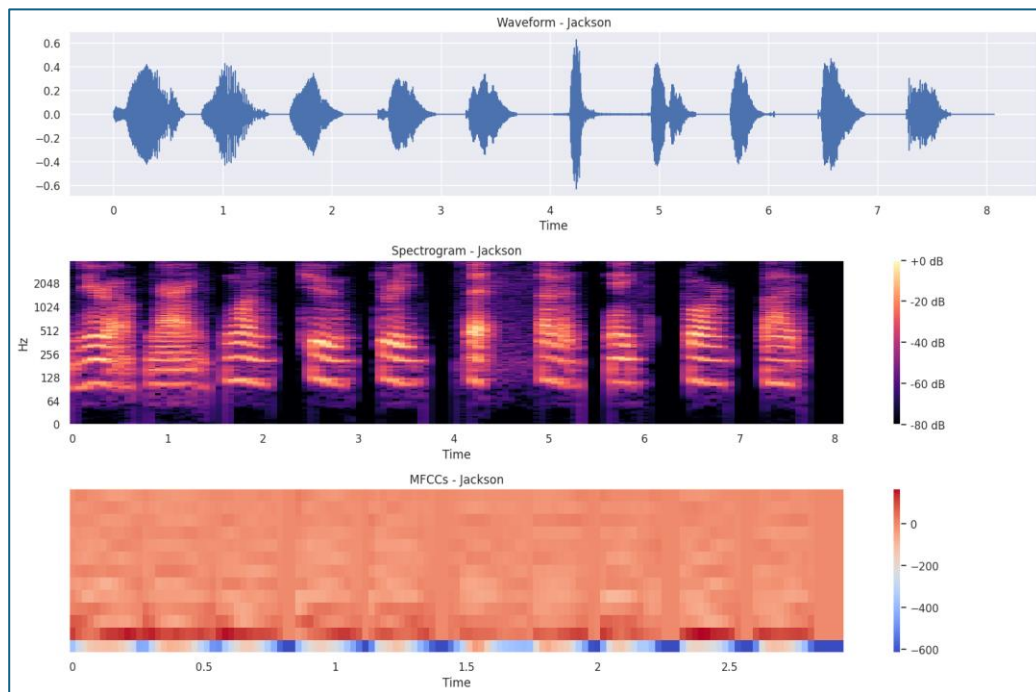 Waveform - Jackson
0.6
0.4
0.2
0.0
−0.2
−0.4
−0.6
0 1 2 3 4 5 6 7 8
Time
Spectrogram - Jackson
2048
1024
512
256
128
64
0
Hz
0 1 2 3 4 5 6 7 8
Time
+0 dB
-20 dB
-40 dB
-60 dB
-80 dB
MFCCs - Jackson
0 0.5 1 1.5 2 2.5
Time
0
−200
−400
−600